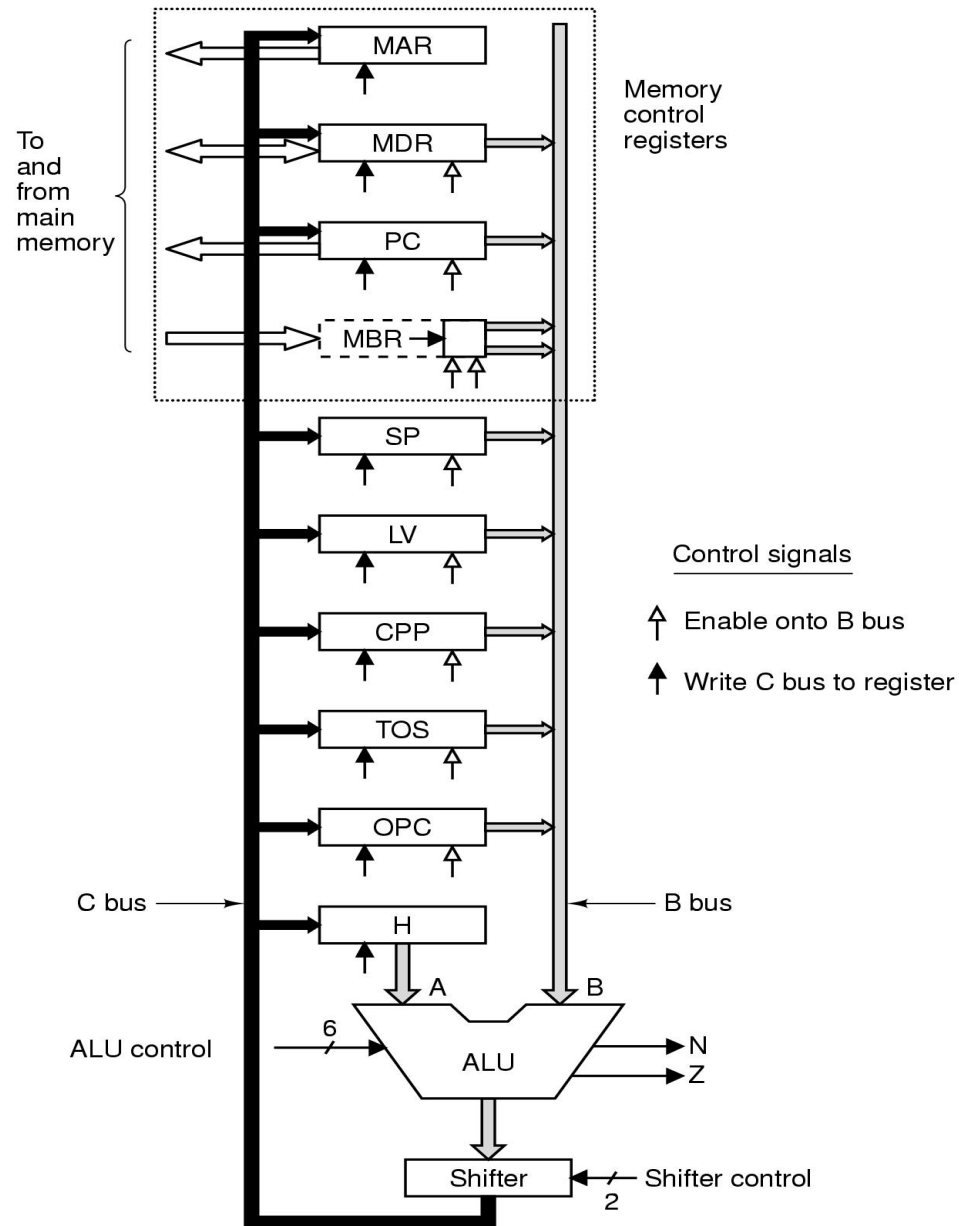 MAR
Memory
control
registers
To
and
from
main
memory
MDR
PC
MBR
SP
LV
Control signals
Enable onto B bus
CPP
Write C bus to register
TOS
OPC
C bus
B bus
H
A
B
6
ALU control
ALU
N
Z
Shifter
Shifter control
2